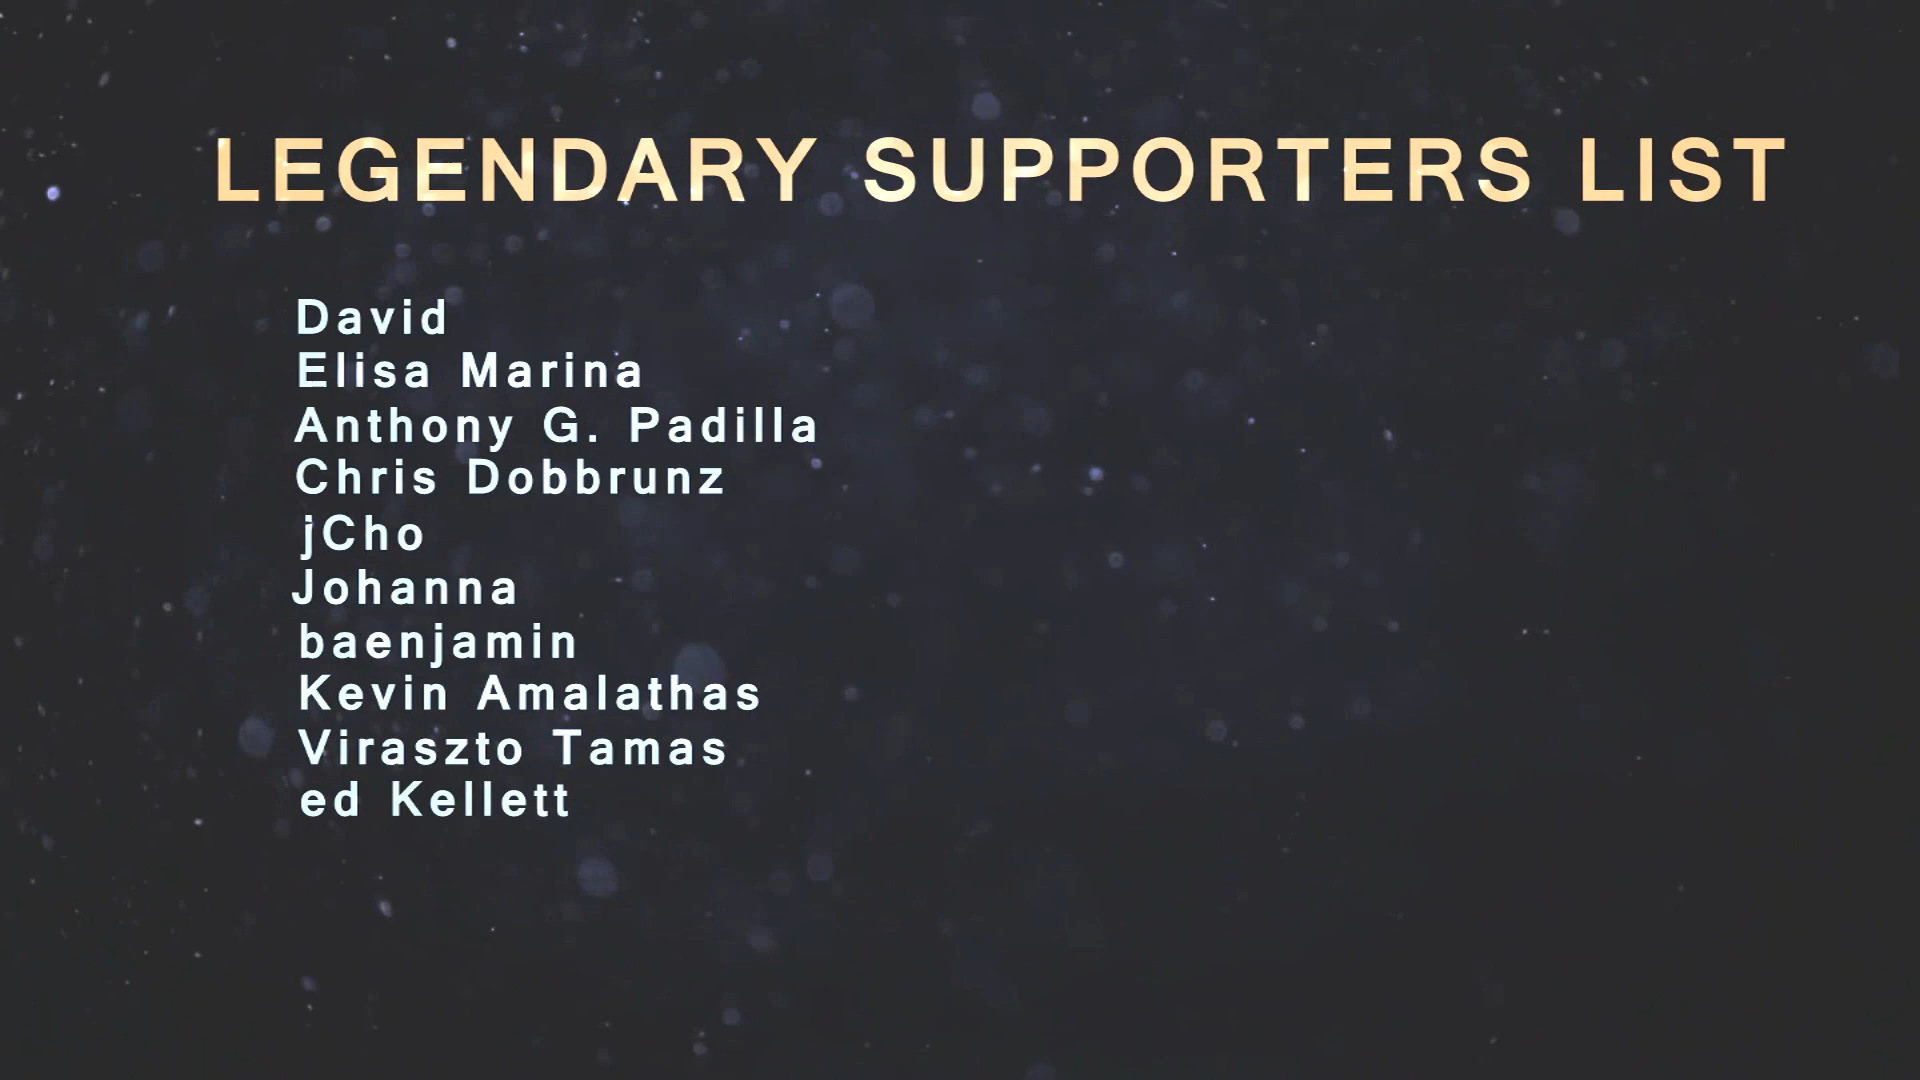 LEGENDARY SUPPORTERS LIST
David
Elisa Marina
Anthony G. Padilla
Chris Dobbrunz
jCho
Johanna
baenjamin
Kevin Amalathas
Viraszto Tamas
ed Kellett